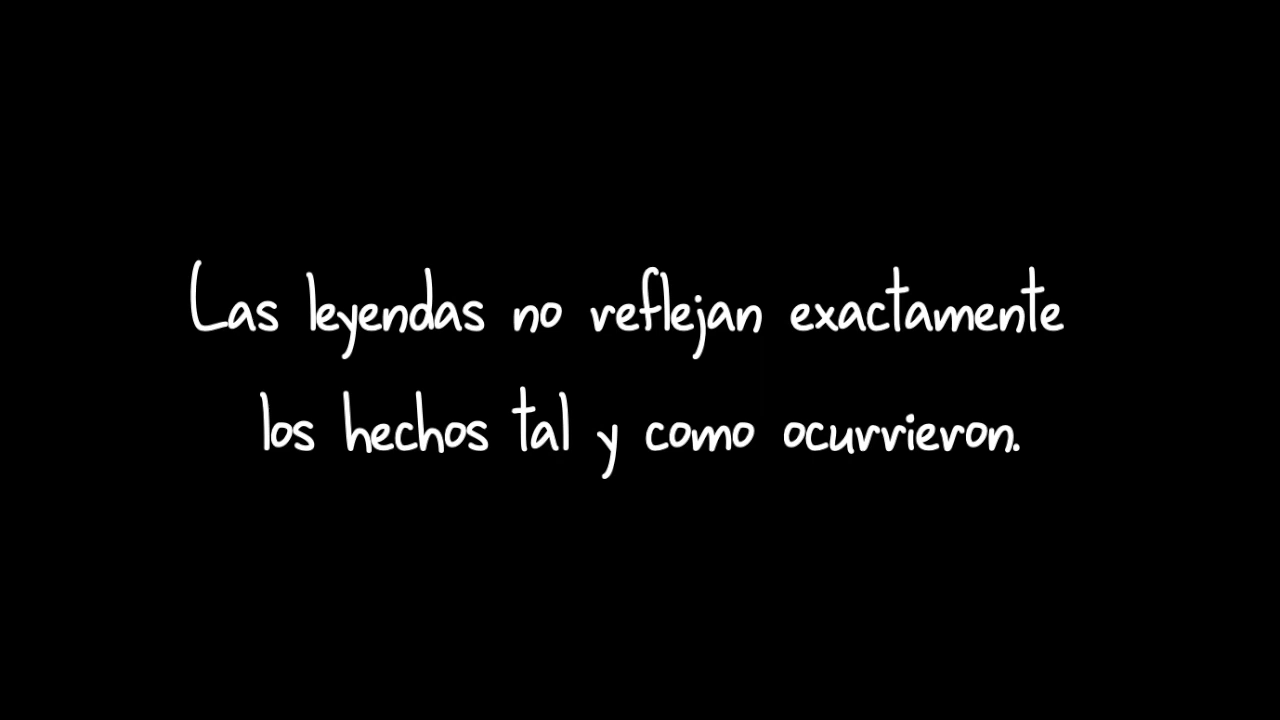 Las leyendas no reflejan exactamente
los hechos tal y como ocurrieron.